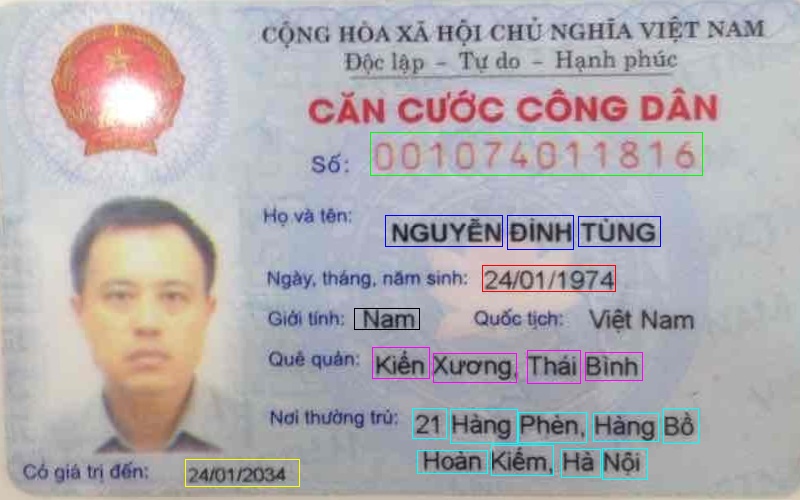 CỘNG HÒA XÃ HỘI CHỦ NGHĨA VIỆT NAM
Độc lập – Tự do – Hạnh phúc
CĂN CƯỚC CÔNG DÂN
Số: 001074011816
Họ và tên: NGUYỄN ĐÌNH TÙNG
Ngày, tháng, năm sinh: 24/01/1974
Giới tính: Nam Quốc tịch: Việt Nam
Quê quán: Kiến Xương, Thái Bình
Nơi thường trú: 21 Hàng Phèn, Hàng Bồ
Hoàn Kiếm, Hà Nội
Có giá trị đến: 24/01/2034